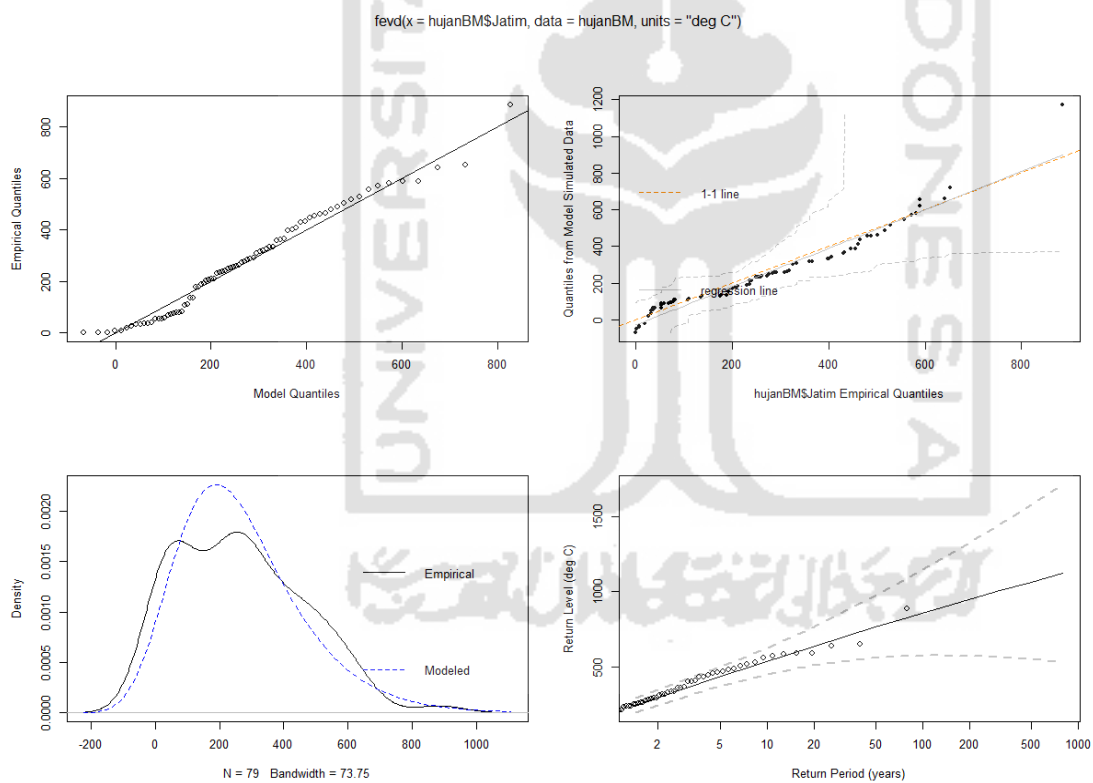 fevd(x = hujanBM$Jatim, data = hujanBM, units = "deg C")
Empirical Quantiles
0 200 400 600 800
0 200 400 600 800
Model Quantiles
Quantiles from Model Simulated Data
0 200 400 600 800 1000 1200
1-1 line
regression line
0 200 400 600 800
hujanBM$Jatim Empirical Quantiles
Density
0.0000 0.0005 0.0010 0.0015 0.0020
Empirical
Modeled
-200 0 200 400 600 800 1000
N = 79 Bandwidth = 73.75
Return Level (deg C)
500 1000 1500
2 5 10 20 50 100 200 500 1000
Return Period (years)
UNIVERSITA
DONESIA